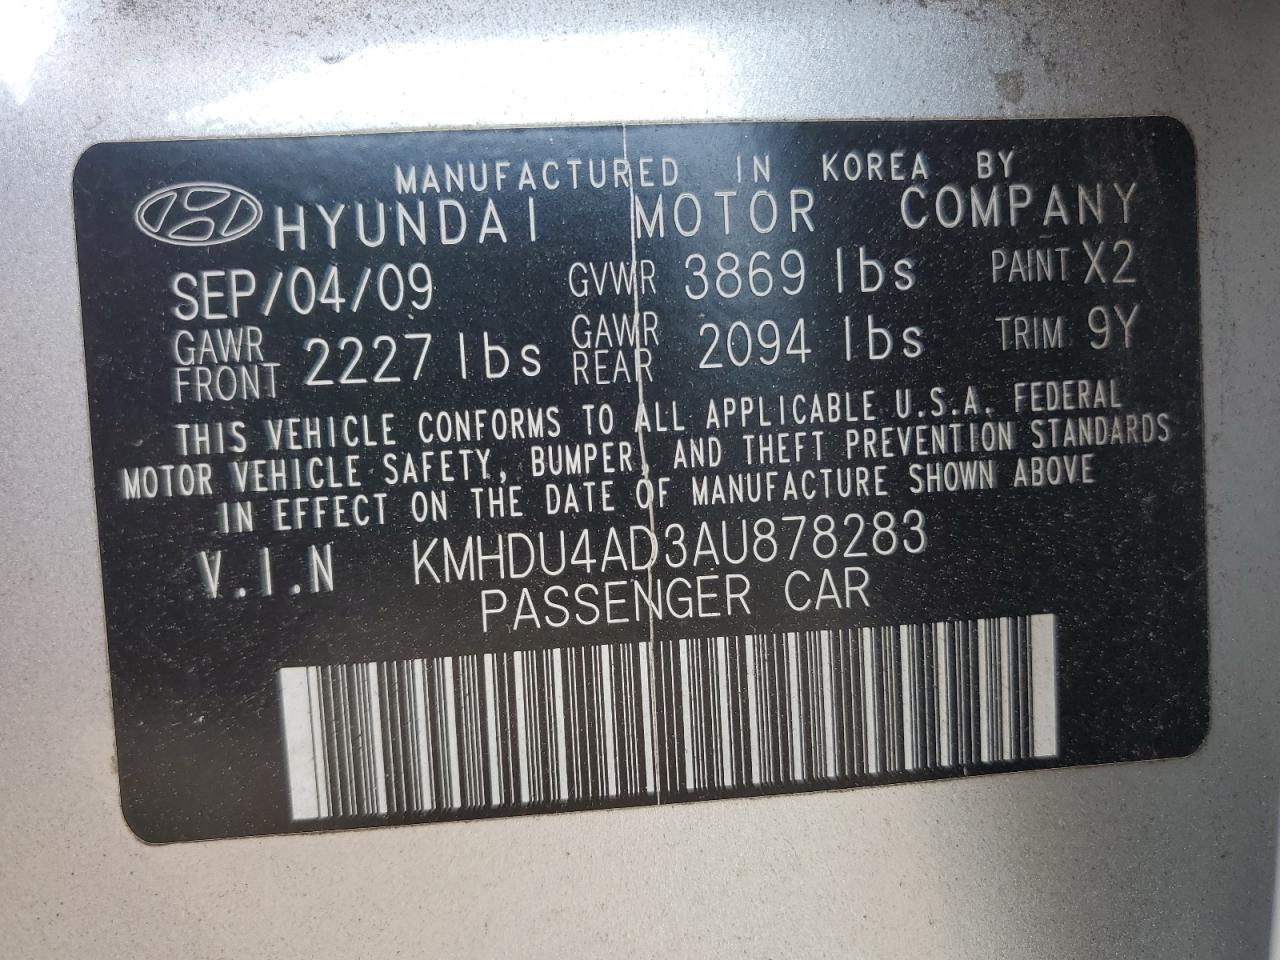 MANUFACTURED IN KOREA BY
HYUNDAI MOTOR COMPANY
SEP/04/09 GVWR 3869 lbs PAINT X2
GAWR FRONT 2227 lbs GAWR REAR 2094 lbs TRIM 9Y
THIS VEHICLE CONFORMS TO ALL APPLICABLE U.S.A. FEDERAL
MOTOR VEHICLE SAFETY, BUMPER, AND THEFT PREVENTION STANDARDS
IN EFFECT ON THE DATE OF MANUFACTURE SHOWN ABOVE
V.I.N KMHDU4AD3AU878283
PASSENGER CAR